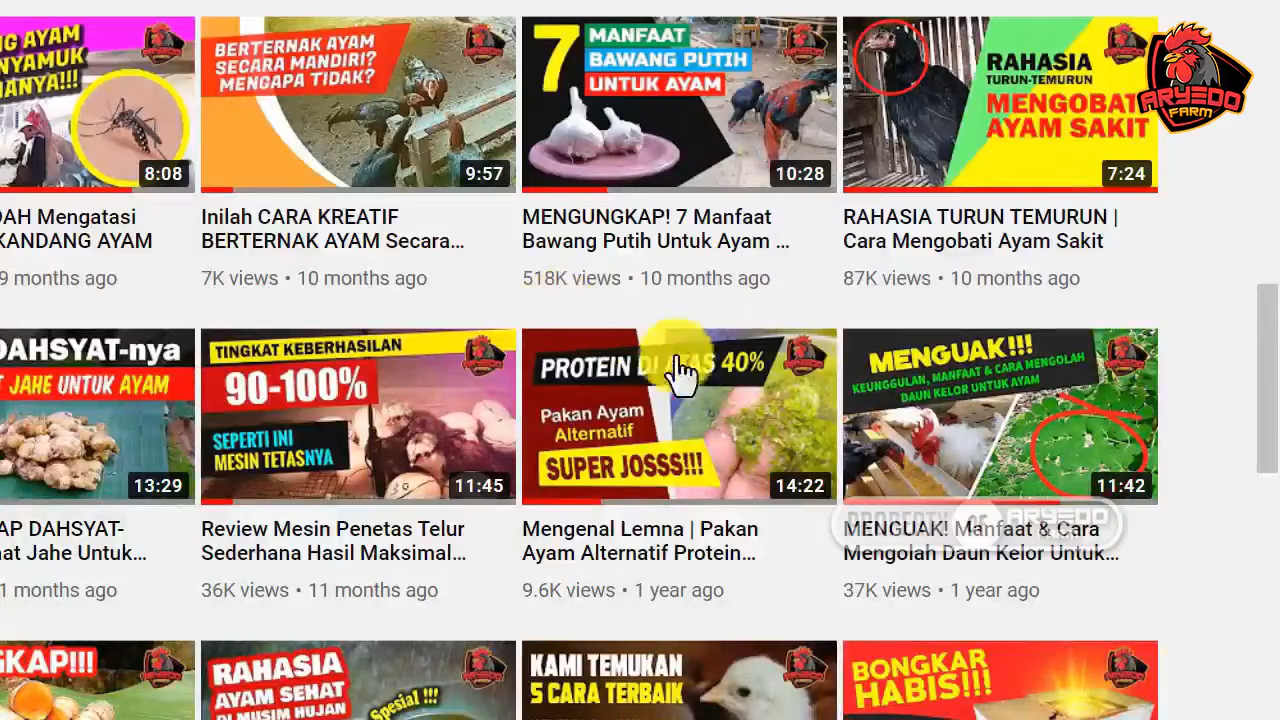 G AYAM
NYAMUK
HANYA!!!
8:08
DAH Mengatasi
KANDANG AYAM
9 months ago
BERTERNAK AYAM
SECARA MANDIRI?
MENGAPA TIDAK?
9:57
Inilah CARA KREATIF
BERTERNAK AYAM Secara...
7K views • 10 months ago
7 MANFAAT
BAWANG PUTIH
UNTUK AYAM
10:28
MENGUNGKAP! 7 Manfaat
Bawang Putih Untuk Ayam ...
518K views • 10 months ago
RAHASIA
TURUN-TEMURUN
MENGOBAT
AYAM SAKIT
7:24
RAHASIA TURUN TEMURUN |
Cara Mengobati Ayam Sakit
87K views • 10 months ago
ARYEDO
FARM
DAHSYAT-nya
T JAHE UNTUK AYAM
13:29
AP DAHSYAT-
at Jahe Untuk...
1 months ago
TINGKAT KEBERHASILAN
90-100%
SEPERTI INI
MESIN TETASNYA
11:45
Review Mesin Penetas Telur
Sederhana Hasil Maksimal...
36K views • 11 months ago
PROTEIN DI ATAS 40%
Pakan Ayam
Alternatif
SUPER JOSSS!!!
14:22
Mengenal Lemna | Pakan
Ayam Alternatif Protein...
9.6K views • 1 year ago
MENGUAK!!!
KEUNGGULAN, MANFAAT & CARA MENGOLAH
DAUN KELOR UNTUK AYAM
11:42
PROPERTY ARYEDO
MENGUAK! Manfaat & Cara
Mengolah Daun Kelor Untuk...
37K views • 1 year ago
GKAP!!!
RAHASIA
AYAM SEHAT
DI MUSIM HUJAN
Spesial !!!
KAMI TEMUKAN
5 CARA TERBAIK
BONGKAR
HABIS!!!